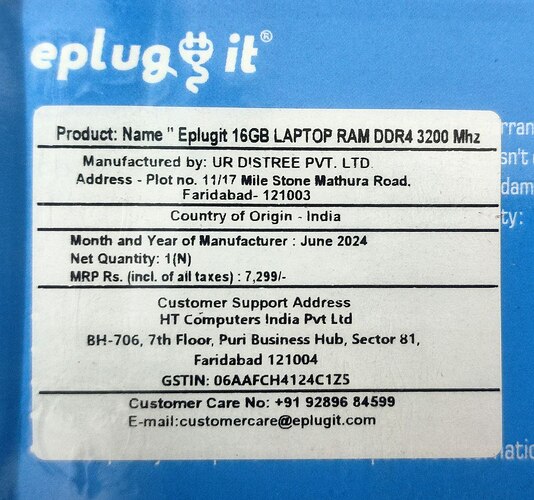 eplug it®
Product: Name " Eplugit 16GB LAPTOP RAM DDR4 3200 Mhz
Manufactured by: UR DISTREE PVT. LTD
Address - Plot no. 11/17 Mile Stone Mathura Road,
Faridabad- 121003
Country of Origin - India
Month and Year of Manufacturer : June 2024
Net Quantity: 1(N)
MRP Rs. (incl. of all taxes) : 7,299/-
Customer Support Address
HT Computers India Pvt Ltd
BH-706, 7th Floor, Puri Business Hub, Sector 81,
Faridabad 121004
GSTIN: 06AAFCH4124C1Z5
Customer Care No: +91 92896 84599
E-mail:customercare@eplugit.com